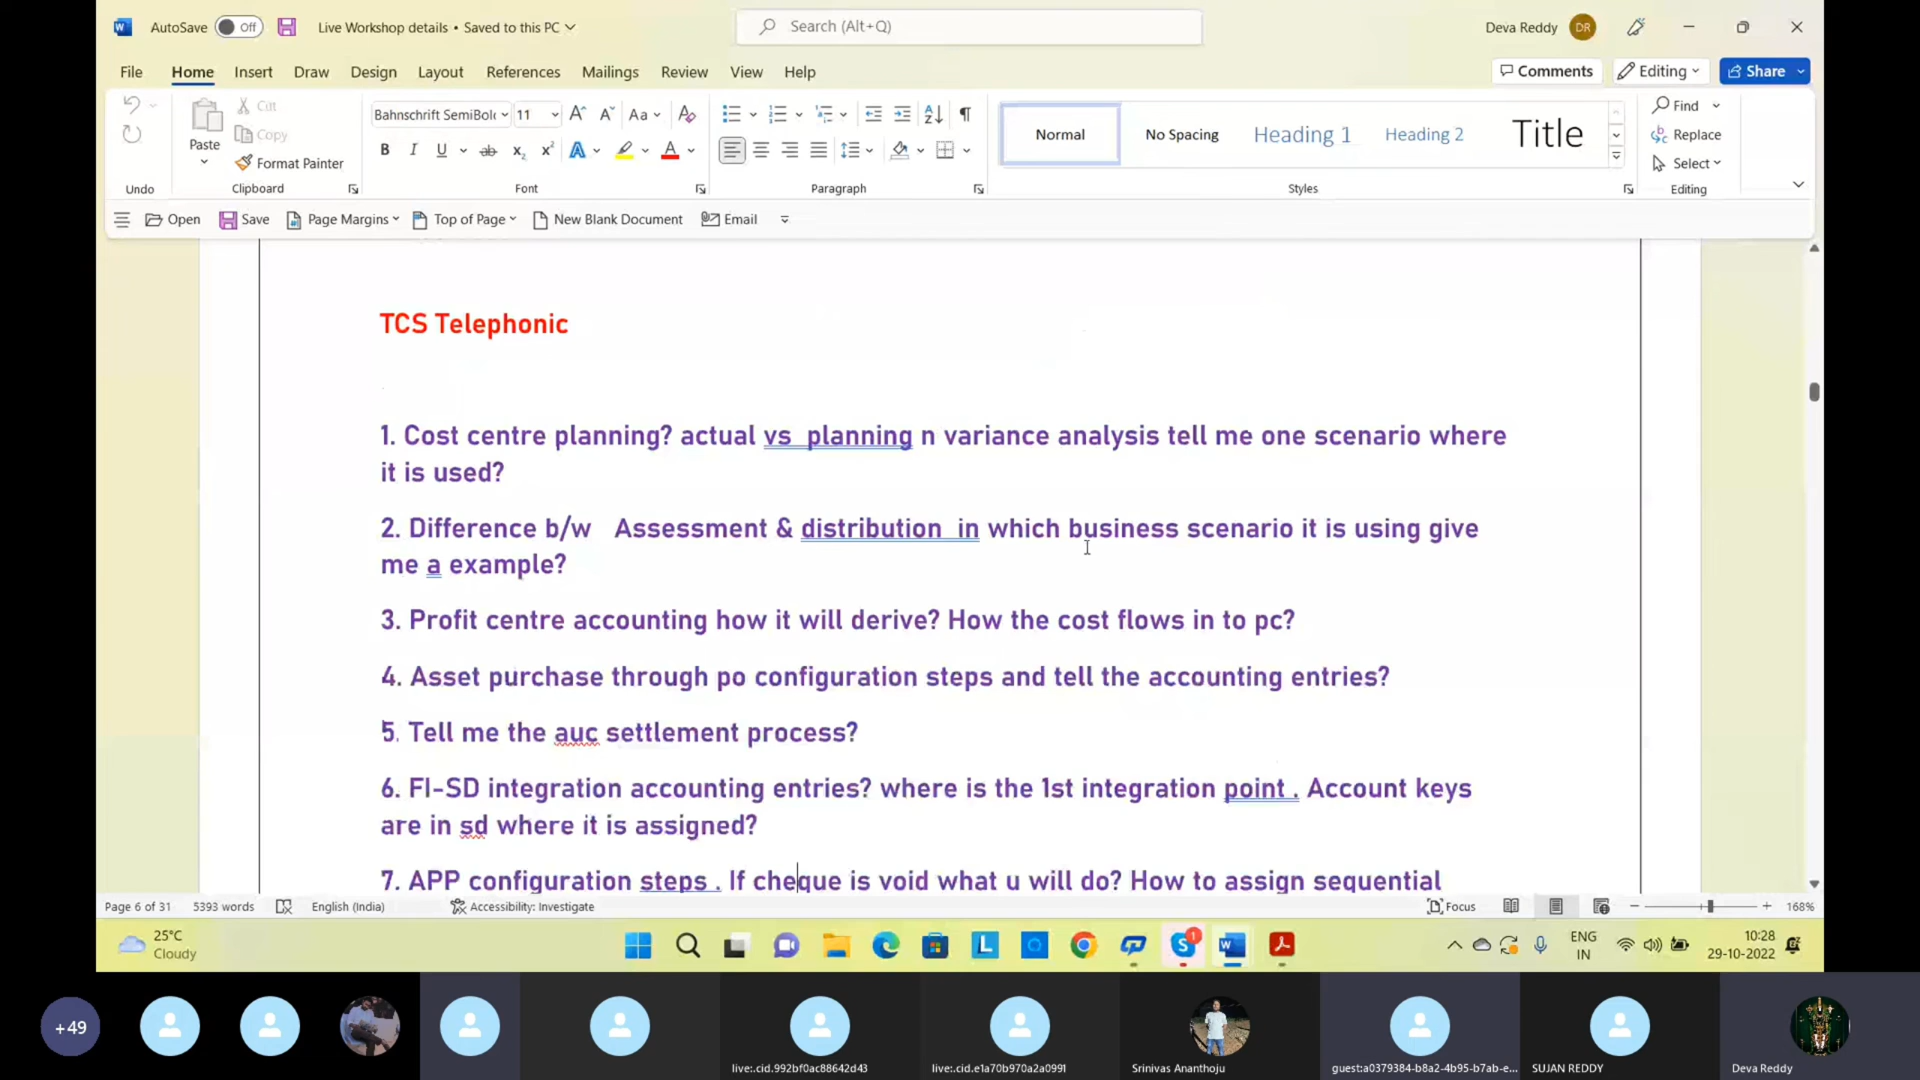 AutoSave Off Live Workshop details • Saved to this PC Search (Alt+Q) Deva Reddy DR
File Home Insert Draw Design Layout References Mailings Review View Help Comments Editing Share
Cut
Copy
Format Painter
Paste
Undo Clipboard
Bahnschrift SemiBol 11
Font
Paragraph
Normal No Spacing Heading 1 Heading 2 Title
Styles
Find
Replace
Select
Editing
Open Save Page Margins Top of Page New Blank Document Email
TCS Telephonic
1. Cost centre planning? actual vs planning n variance analysis tell me one scenario where
it is used?
2. Difference b/w Assessment & distribution in which business scenario it is using give
me a example?
3. Profit centre accounting how it will derive? How the cost flows in to pc?
4. Asset purchase through po configuration steps and tell the accounting entries?
5. Tell me the auc settlement process?
6. FI-SD integration accounting entries? where is the 1st integration point . Account keys
are in sd where it is assigned?
7. APP configuration steps . If cheque is void what u will do? How to assign sequential
Page 6 of 31 5393 words English (India) Accessibility: Investigate Focus 168%
25°C
Cloudy
1
ENG
IN
10:28
29-10-2022
+49
live:.cid.992bf0ac88642d43 live:.cid.e1a70b970a2a0991 Srinivas Ananthoju guest:a0379384-b8a2-4b95-b7ab-e... SUJAN REDDY Deva Reddy